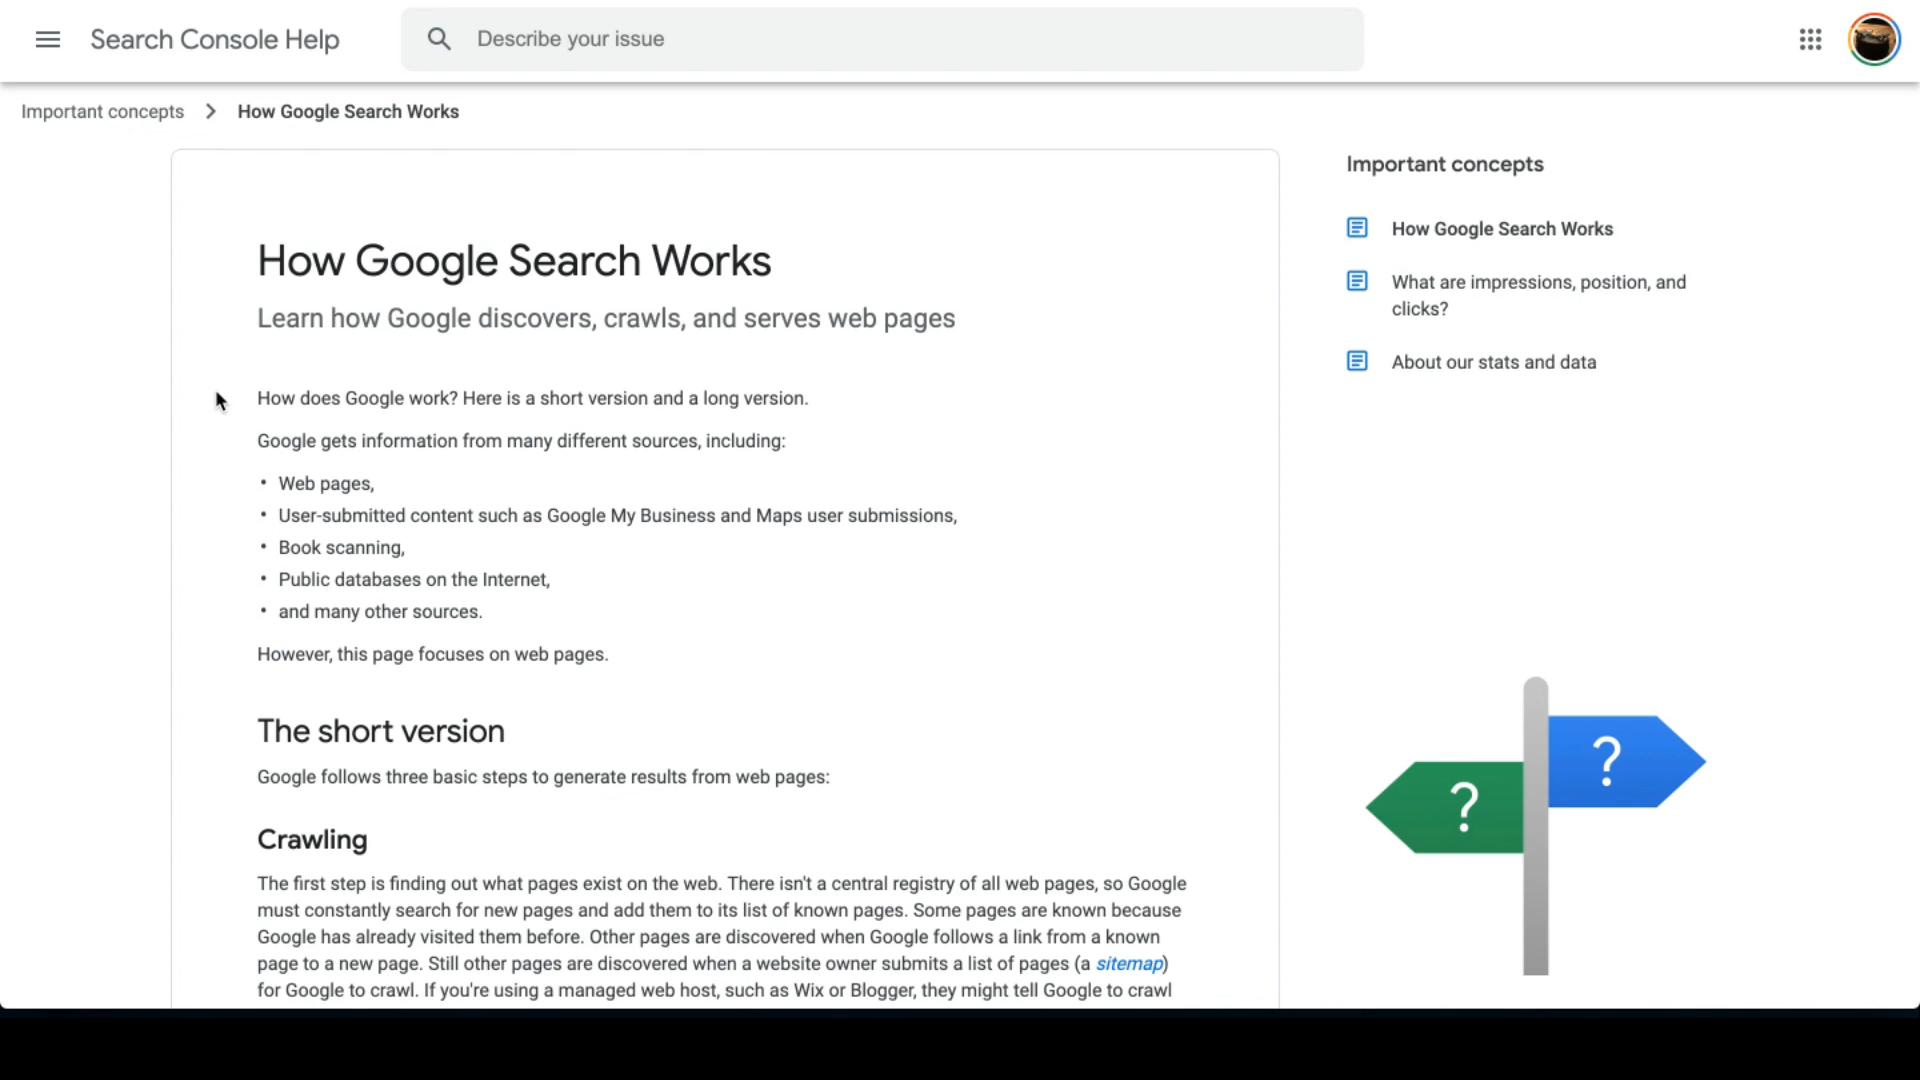 Search Console Help
Describe your issue
Important concepts
How Google Search Works
How Google Search Works
Learn how Google discovers, crawls, and serves web pages
How does Google work? Here is a short version and a long version.
Google gets information from many different sources, including:
• Web pages,
• User-submitted content such as Google My Business and Maps user submissions,
• Book scanning,
• Public databases on the Internet,
• and many other sources.
However, this page focuses on web pages.
The short version
Google follows three basic steps to generate results from web pages:
Crawling
The first step is finding out what pages exist on the web. There isn't a central registry of all web pages, so Google
must constantly search for new pages and add them to its list of known pages. Some pages are known because
Google has already visited them before. Other pages are discovered when Google follows a link from a known
page to a new page. Still other pages are discovered when a website owner submits a list of pages (a sitemap)
for Google to crawl. If you're using a managed web host, such as Wix or Blogger, they might tell Google to crawl
Important concepts
How Google Search Works
What are impressions, position, and
clicks?
About our stats and data
?
?